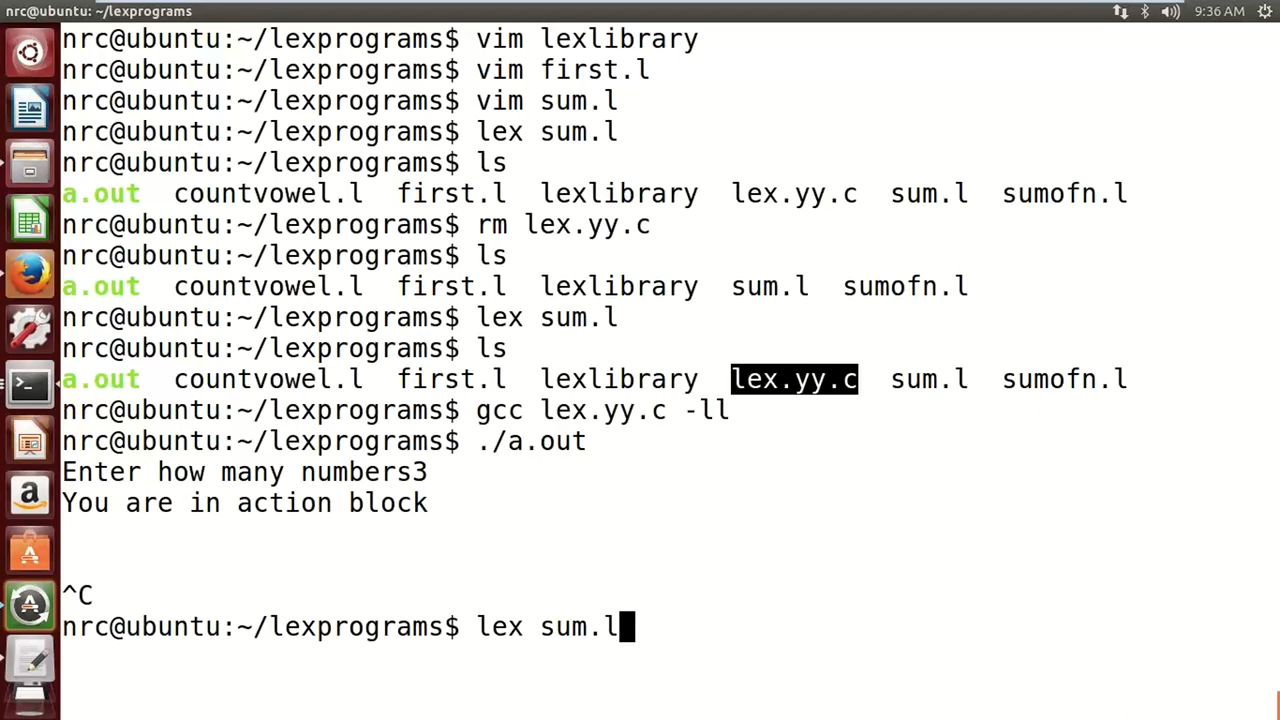 nrc@ubuntu: ~/lexprograms 9:36 AM
nrc@ubuntu:~/lexprograms$ vim lexlibrary
nrc@ubuntu:~/lexprograms$ vim first.l
nrc@ubuntu:~/lexprograms$ vim sum.l
nrc@ubuntu:~/lexprograms$ lex sum.l
nrc@ubuntu:~/lexprograms$ ls
a.out countvowel.l first.l lexlibrary lex.yy.c sum.l sumofn.l
nrc@ubuntu:~/lexprograms$ rm lex.yy.c
nrc@ubuntu:~/lexprograms$ ls
a.out countvowel.l first.l lexlibrary sum.l sumofn.l
nrc@ubuntu:~/lexprograms$ lex sum.l
nrc@ubuntu:~/lexprograms$ ls
a.out countvowel.l first.l lexlibrary lex.yy.c sum.l sumofn.l
nrc@ubuntu:~/lexprograms$ gcc lex.yy.c -ll
nrc@ubuntu:~/lexprograms$ ./a.out
Enter how many numbers3
You are in action block
^C
nrc@ubuntu:~/lexprograms$ lex sum.l